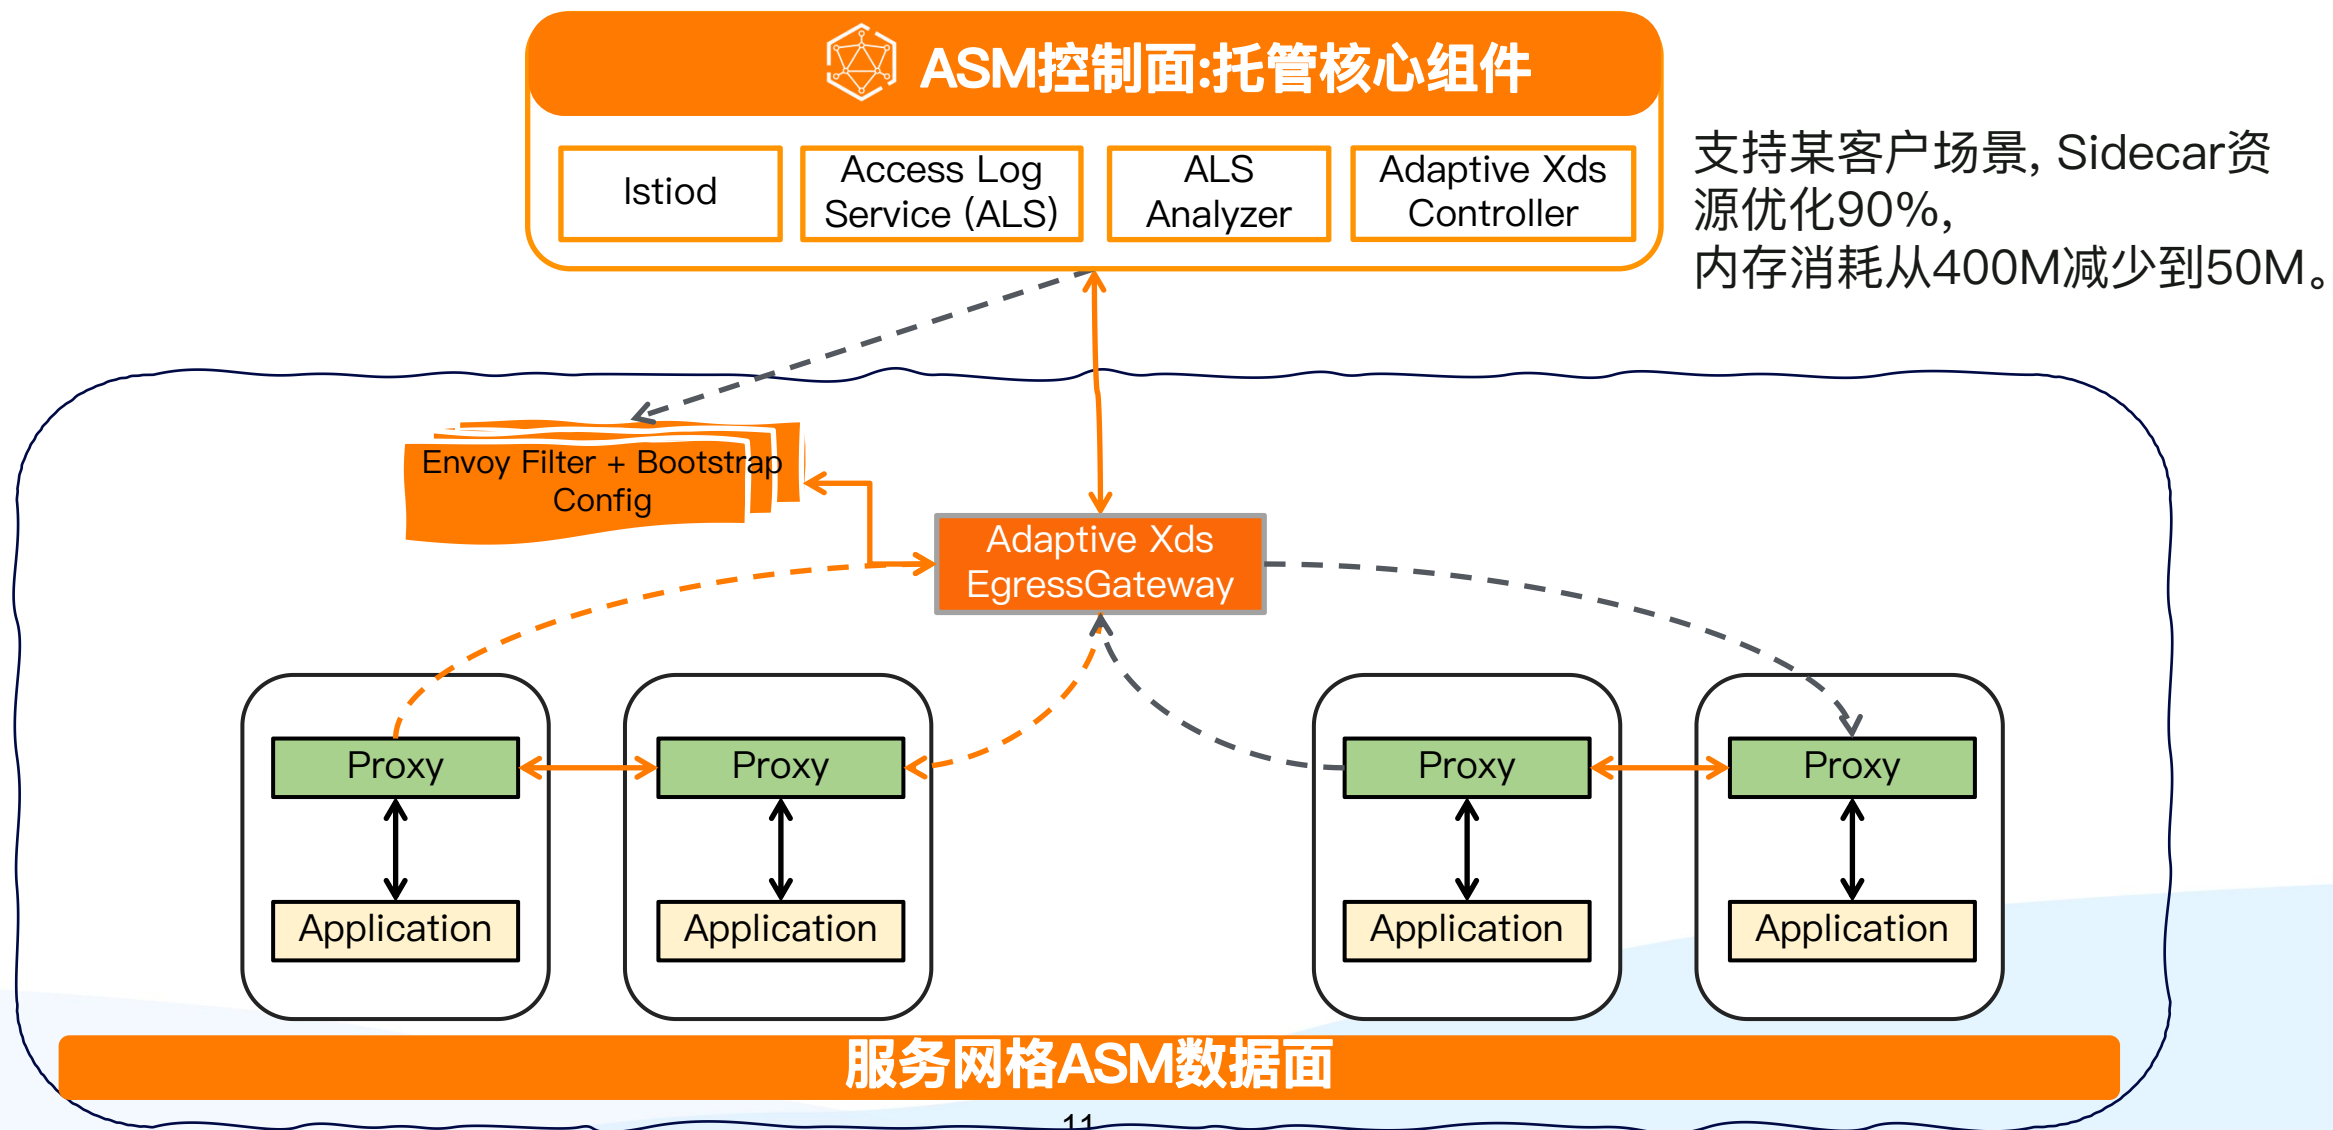 ASM控制面:托管核心组件
Istiod
Access Log
Service (ALS)
ALS
Analyzer
Adaptive Xds
Controller
支持某客户场景, Sidecar资
源优化90%,
内存消耗从400M减少到50M。
Envoy Filter + Bootstrap
Config
Adaptive Xds
EgressGateway
Proxy
Proxy
Proxy
Proxy
Application
Application
Application
Application
服务网格ASM数据面
11